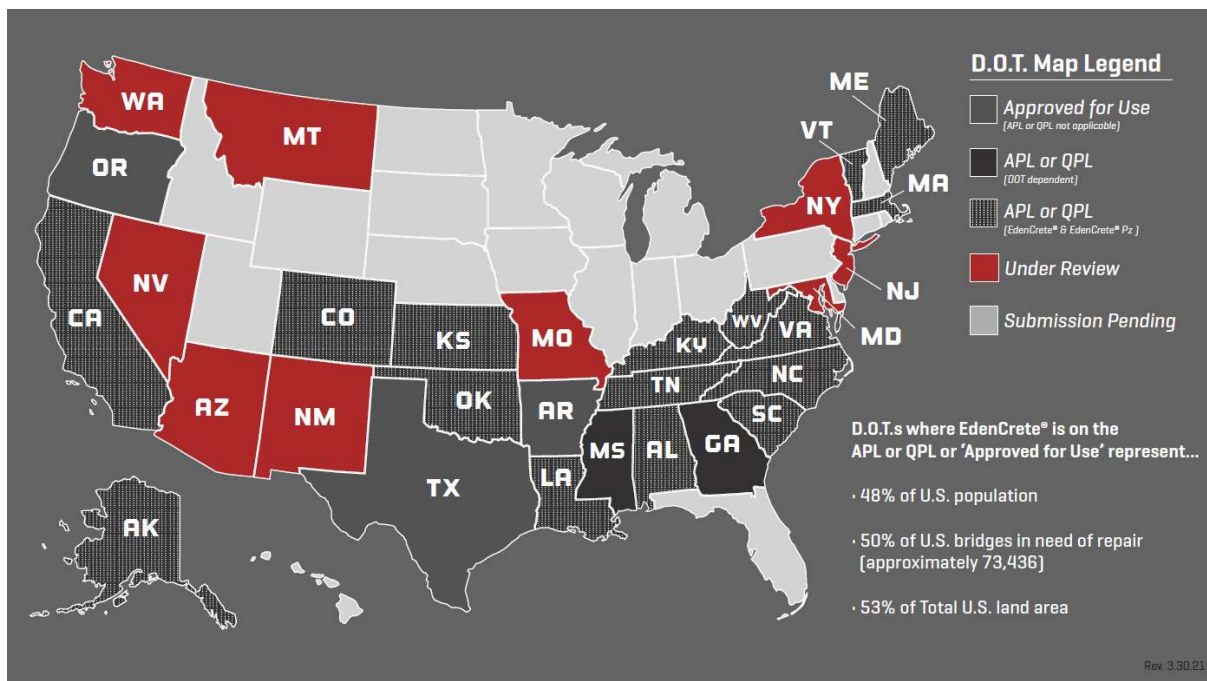 D.O.T. Map Legend
Approved for Use
(APL or QPL not applicable)
APL or QPL
(DOT dependent)
APL or QPL
(EdenCrete® & EdenCrete® Pz )
Under Review
Submission Pending
ME
VT
MA
WA
MT
OR
NY
NV
NJ
CA
CO
KS
MO
WV
VA
MD
KY
AZ
NM
OK
AR
TN
NC
SC
MS
AL
GA
TX
LA
AK
D.O.T.s where EdenCrete® is on the
APL or QPL or ‘Approved for Use’ represent...
· 48% of U.S. population
· 50% of U.S. bridges in need of repair
(approximately 73,436)
· 53% of Total U.S. land area
Rev. 3.30.21